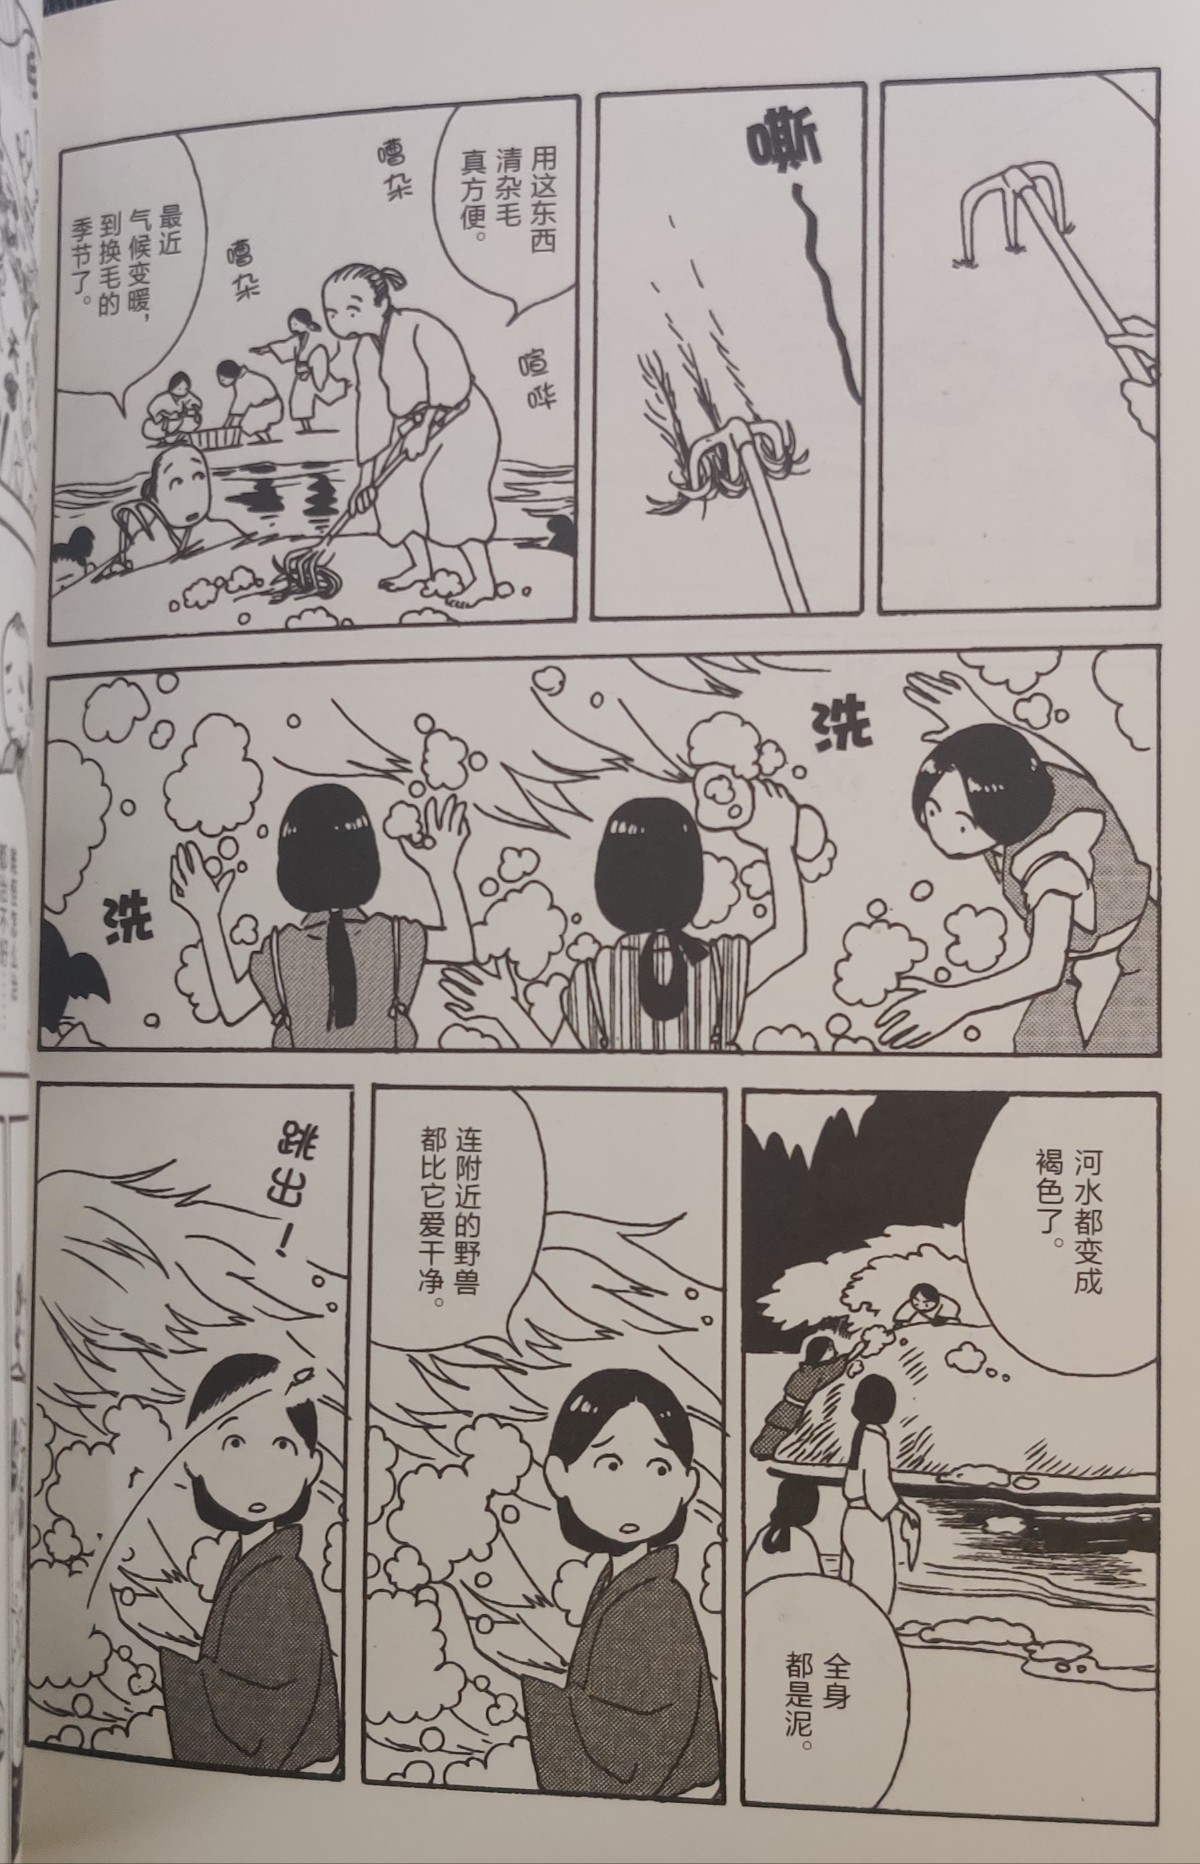 嘶
用这东西
清杂毛
真方便。
嘈杂
喧哗
嘈杂
最近
气候变暖，
到换毛的
季节了。
洗
洗
河水都变成
褐色了。
全身
都是泥。
连附近的野兽
都比它爱干净。
跳出！